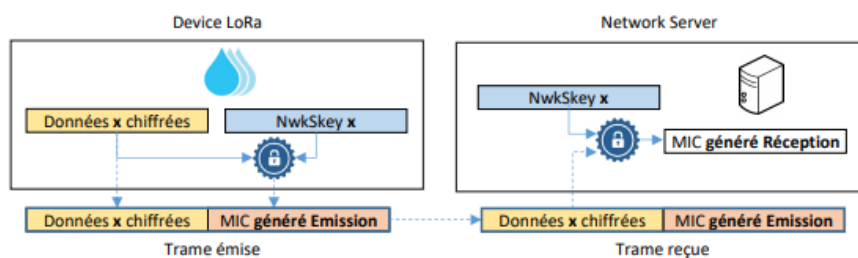 Device LoRa
Network Server
Données x chiffrées
NwkSkey x
NwkSkey x
MIC généré Réception
Données x chiffrées
MIC généré Emission
Données x chiffrées
MIC généré Emission
Trame émise
Trame reçue